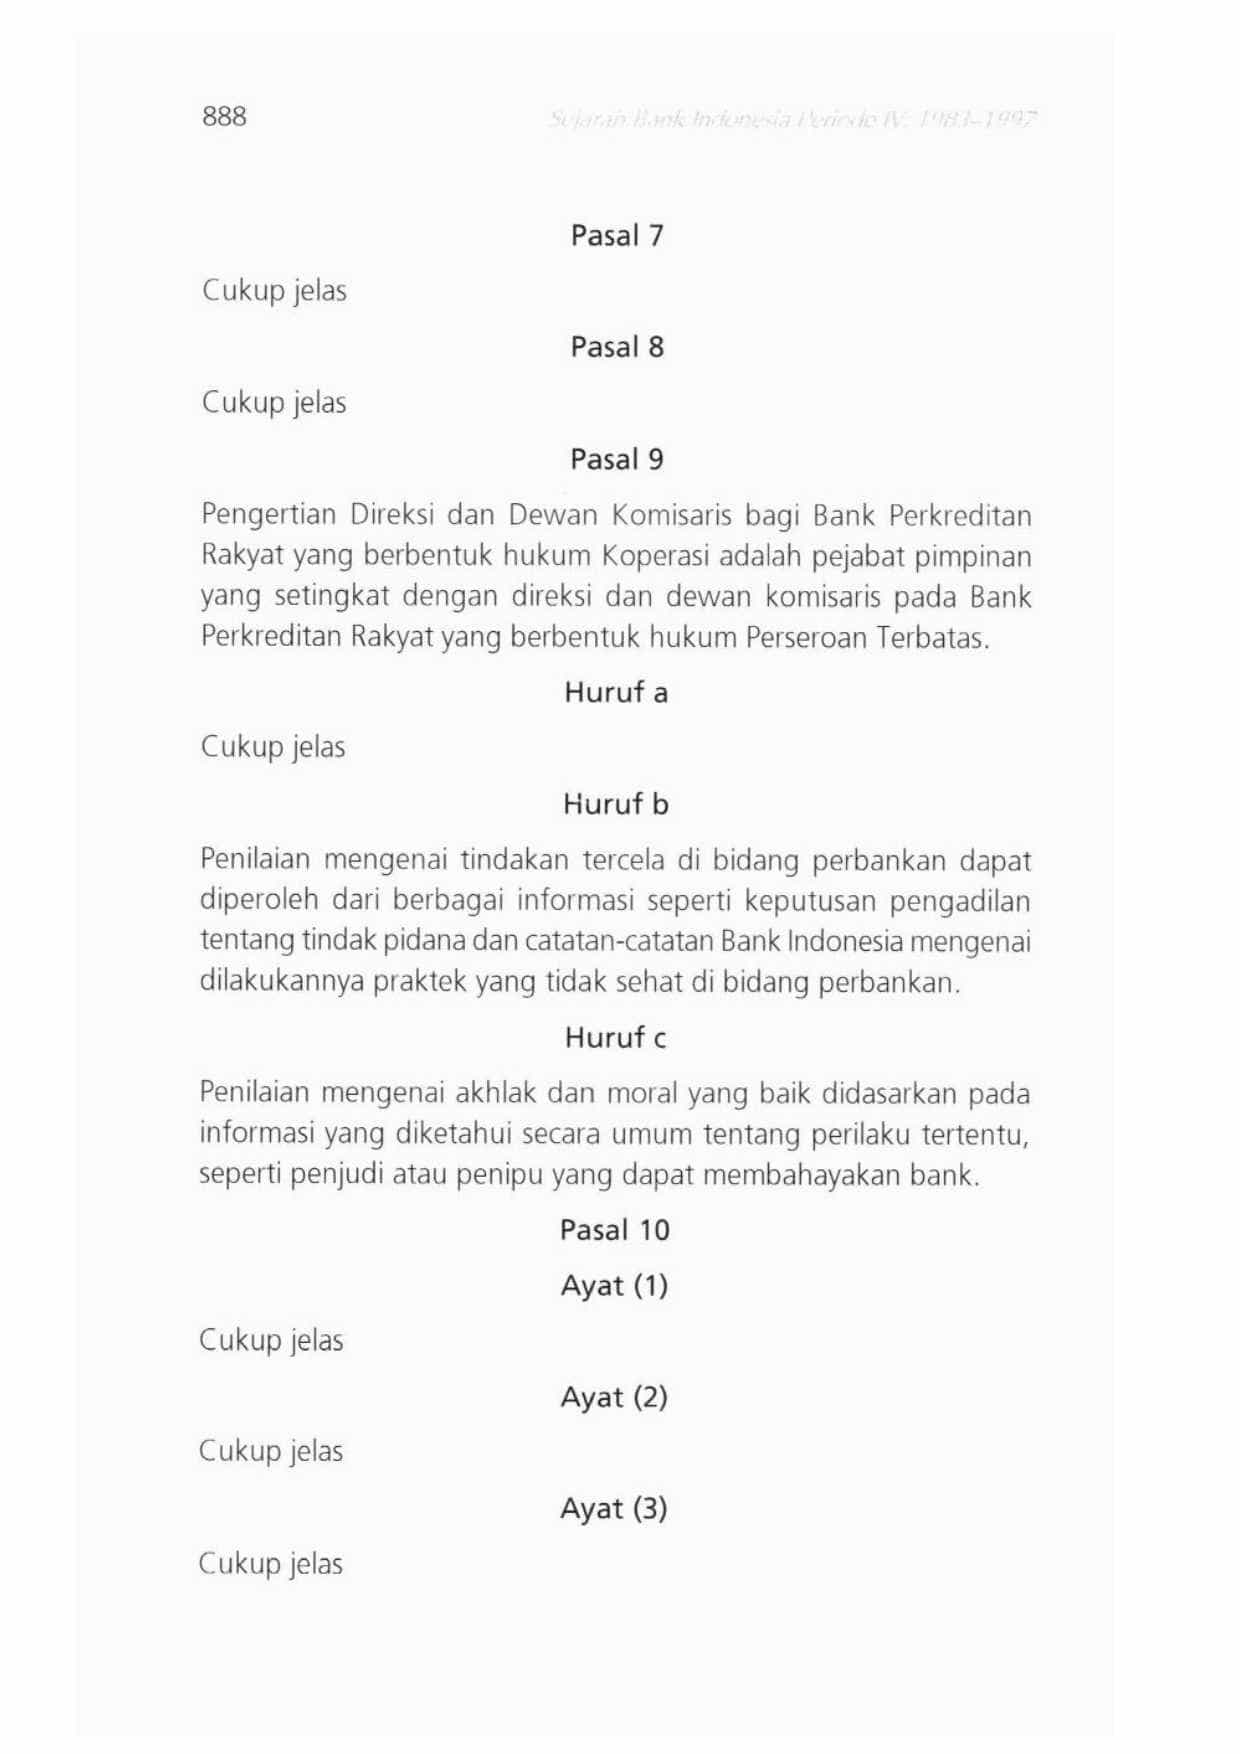 888 Sejarah Bank Indonesia Periode IV: 1983–1997
Pasal 7
Cukup jelas
Pasal 8
Cukup jelas
Pasal 9
Pengertian Direksi dan Dewan Komisaris bagi Bank Perkreditan
Rakyat yang berbentuk hukum Koperasi adalah pejabat pimpinan
yang setingkat dengan direksi dan dewan komisaris pada Bank
Perkreditan Rakyat yang berbentuk hukum Perseroan Terbatas.
Huruf a
Cukup jelas
Huruf b
Penilaian mengenai tindakan tercela di bidang perbankan dapat
diperoleh dari berbagai informasi seperti keputusan pengadilan
tentang tindak pidana dan catatan-catatan Bank Indonesia mengenai
dilakukannya praktek yang tidak sehat di bidang perbankan.
Huruf c
Penilaian mengenai akhlak dan moral yang baik didasarkan pada
informasi yang diketahui secara umum tentang perilaku tertentu,
seperti penjudi atau penipu yang dapat membahayakan bank.
Pasal 10
Ayat (1)
Cukup jelas
Ayat (2)
Cukup jelas
Ayat (3)
Cukup jelas